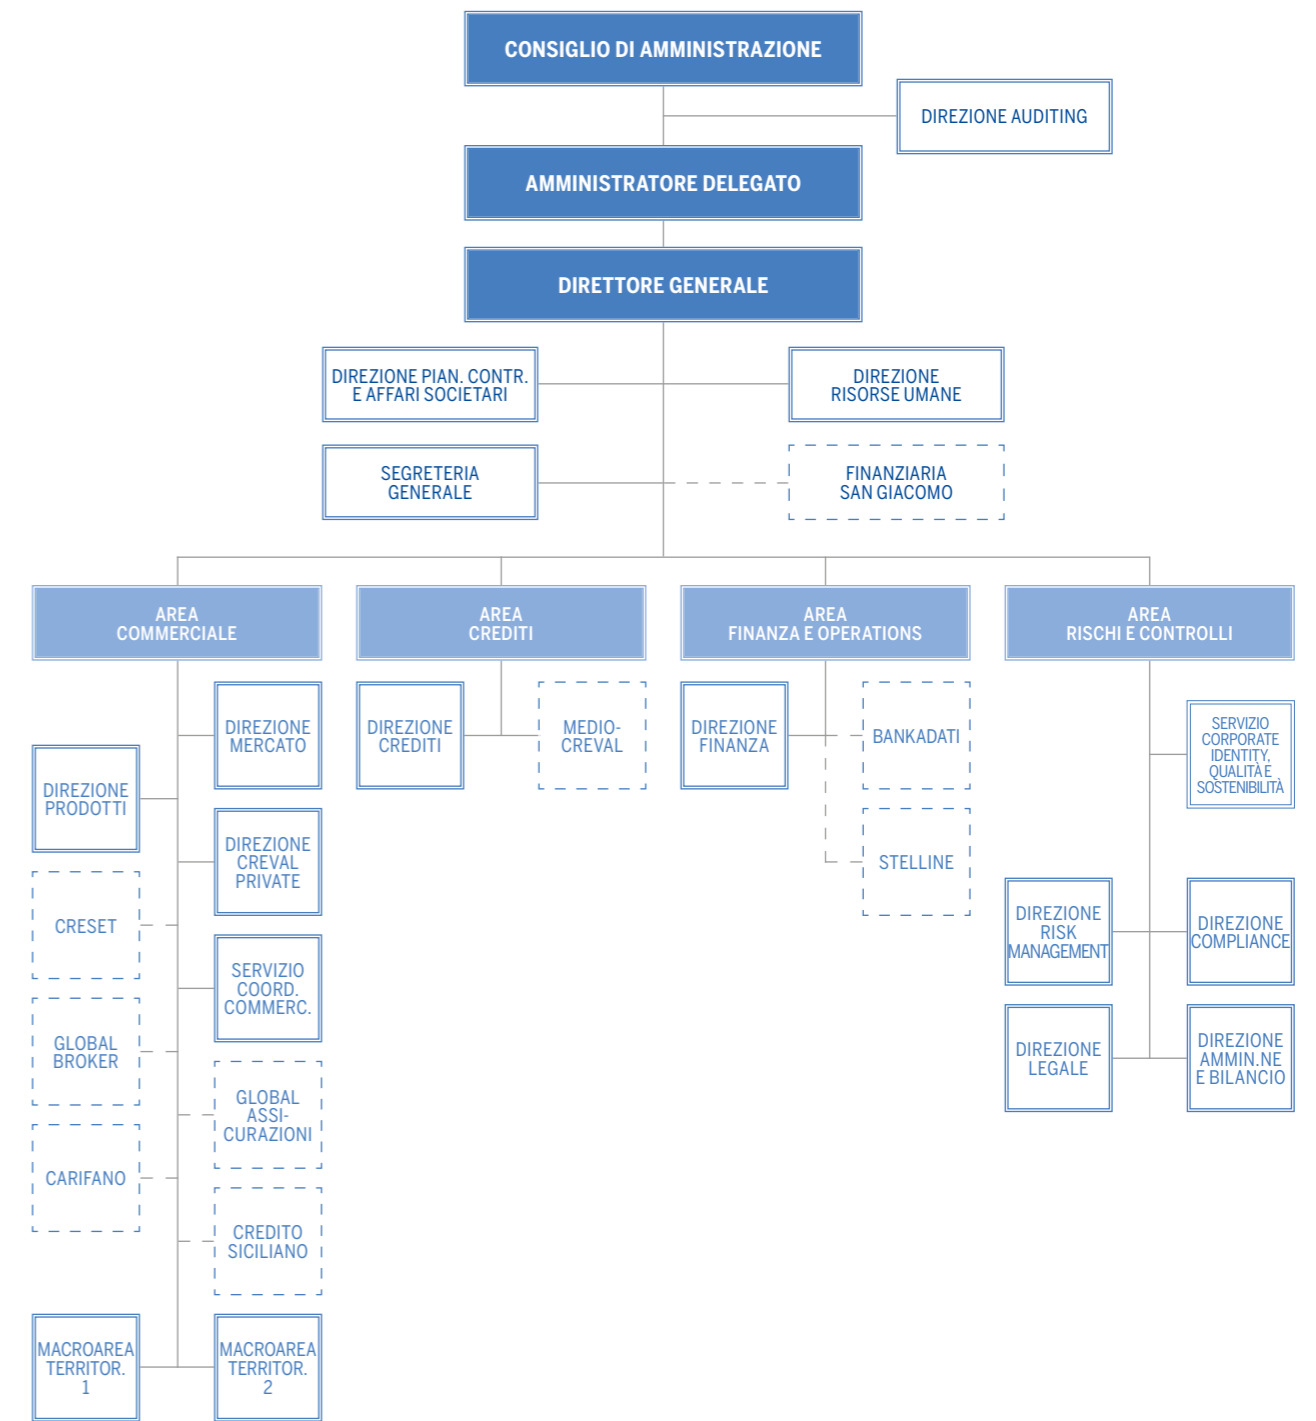 CONSIGLIO DI AMMINISTRAZIONE
DIREZIONE AUDITING
AMMINISTRATORE DELEGATO
DIRETTORE GENERALE
DIREZIONE PIAN. CONTR.
E AFFARI SOCIETARI
DIREZIONE
RISORSE UMANE
SEGRETERIA
GENERALE
FINANZIARIA
SAN GIACOMO
AREA
COMMERCIALE
AREA
CREDITI
AREA
FINANZA E OPERATIONS
AREA
RISCHI E CONTROLLI
DIREZIONE
MERCATO
DIREZIONE
PRODOTTI
DIREZIONE
CREVAL
PRIVATE
CRESET
SERVIZIO
COORD.
COMMERC.
GLOBAL
BROKER
GLOBAL
ASSI-
CURAZIONI
CARIFANO
CREDITO
SICILIANO
MACROAREA
TERRITOR.
1
MACROAREA
TERRITOR.
2
DIREZIONE
CREDITI
MEDIO-
CREVAL
DIREZIONE
FINANZA
BANKADATI
STELLINE
SERVIZIO
CORPORATE
IDENTITY,
QUALITÀ E
SOSTENIBILITÀ
DIREZIONE
RISK
MANAGEMENT
DIREZIONE
COMPLIANCE
DIREZIONE
LEGALE
DIREZIONE
AMMIN.NE
E BILANCIO